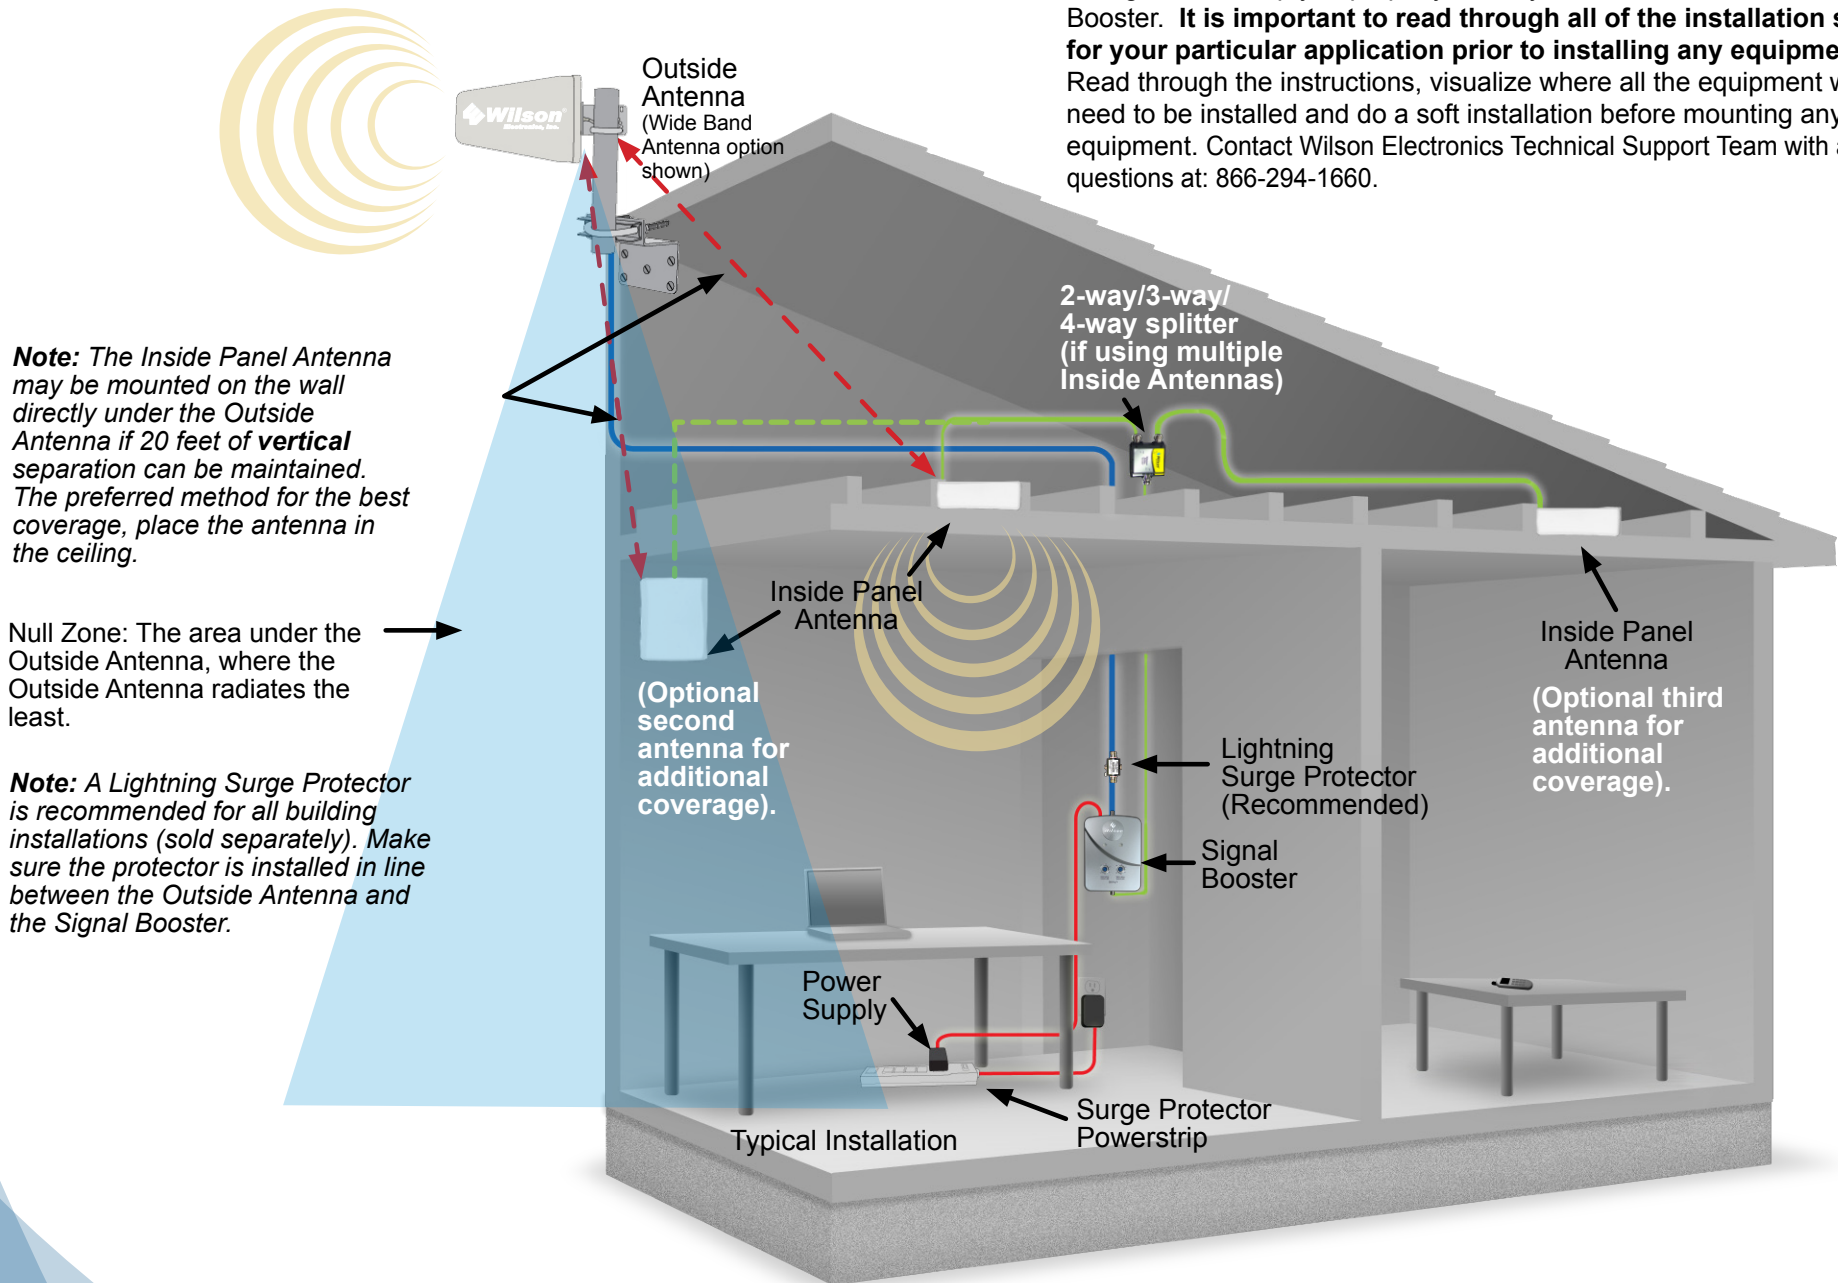 Booster. It is important to read through all of the installation s
for your particular application prior to installing any equipme
Read through the instructions, visualize where all the equipment w
need to be installed and do a soft installation before mounting any
equipment. Contact Wilson Electronics Technical Support Team with a
questions at: 866-294-1660.
Outside
Antenna
(Wide Band
Antenna option
shown)
Wilson
Electronics, Inc.
2-way/3-way/
4-way splitter
(if using multiple
Inside Antennas)
Note: The Inside Panel Antenna
may be mounted on the wall
directly under the Outside
Antenna if 20 feet of vertical
separation can be maintained.
The preferred method for the best
coverage, place the antenna in
the ceiling.
Null Zone: The area under the
Outside Antenna, where the
Outside Antenna radiates the
least.
Note: A Lightning Surge Protector
is recommended for all building
installations (sold separately). Make
sure the protector is installed in line
between the Outside Antenna and
the Signal Booster.
Inside Panel
Antenna
(Optional
second
antenna for
additional
coverage).
Inside Panel
Antenna
(Optional third
antenna for
additional
coverage).
Lightning
Surge Protector
(Recommended)
Signal
Booster
Power
Supply
Surge Protector
Powerstrip
Typical Installation